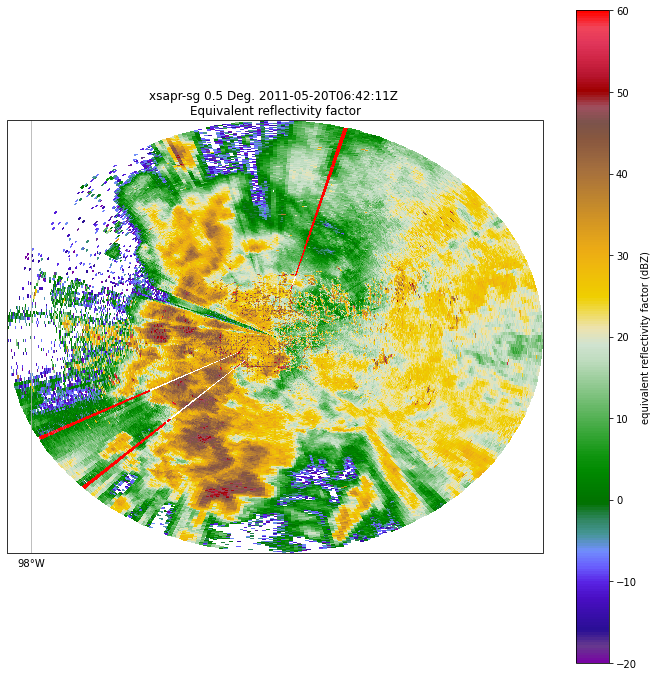 xsapr-sg 0.5 Deg. 2011-05-20T06:42:11Z
Equivalent reflectivity factor
60
50
40
30
20
10
0
−10
−20
equivalent reflectivity factor (dBZ)
98°W